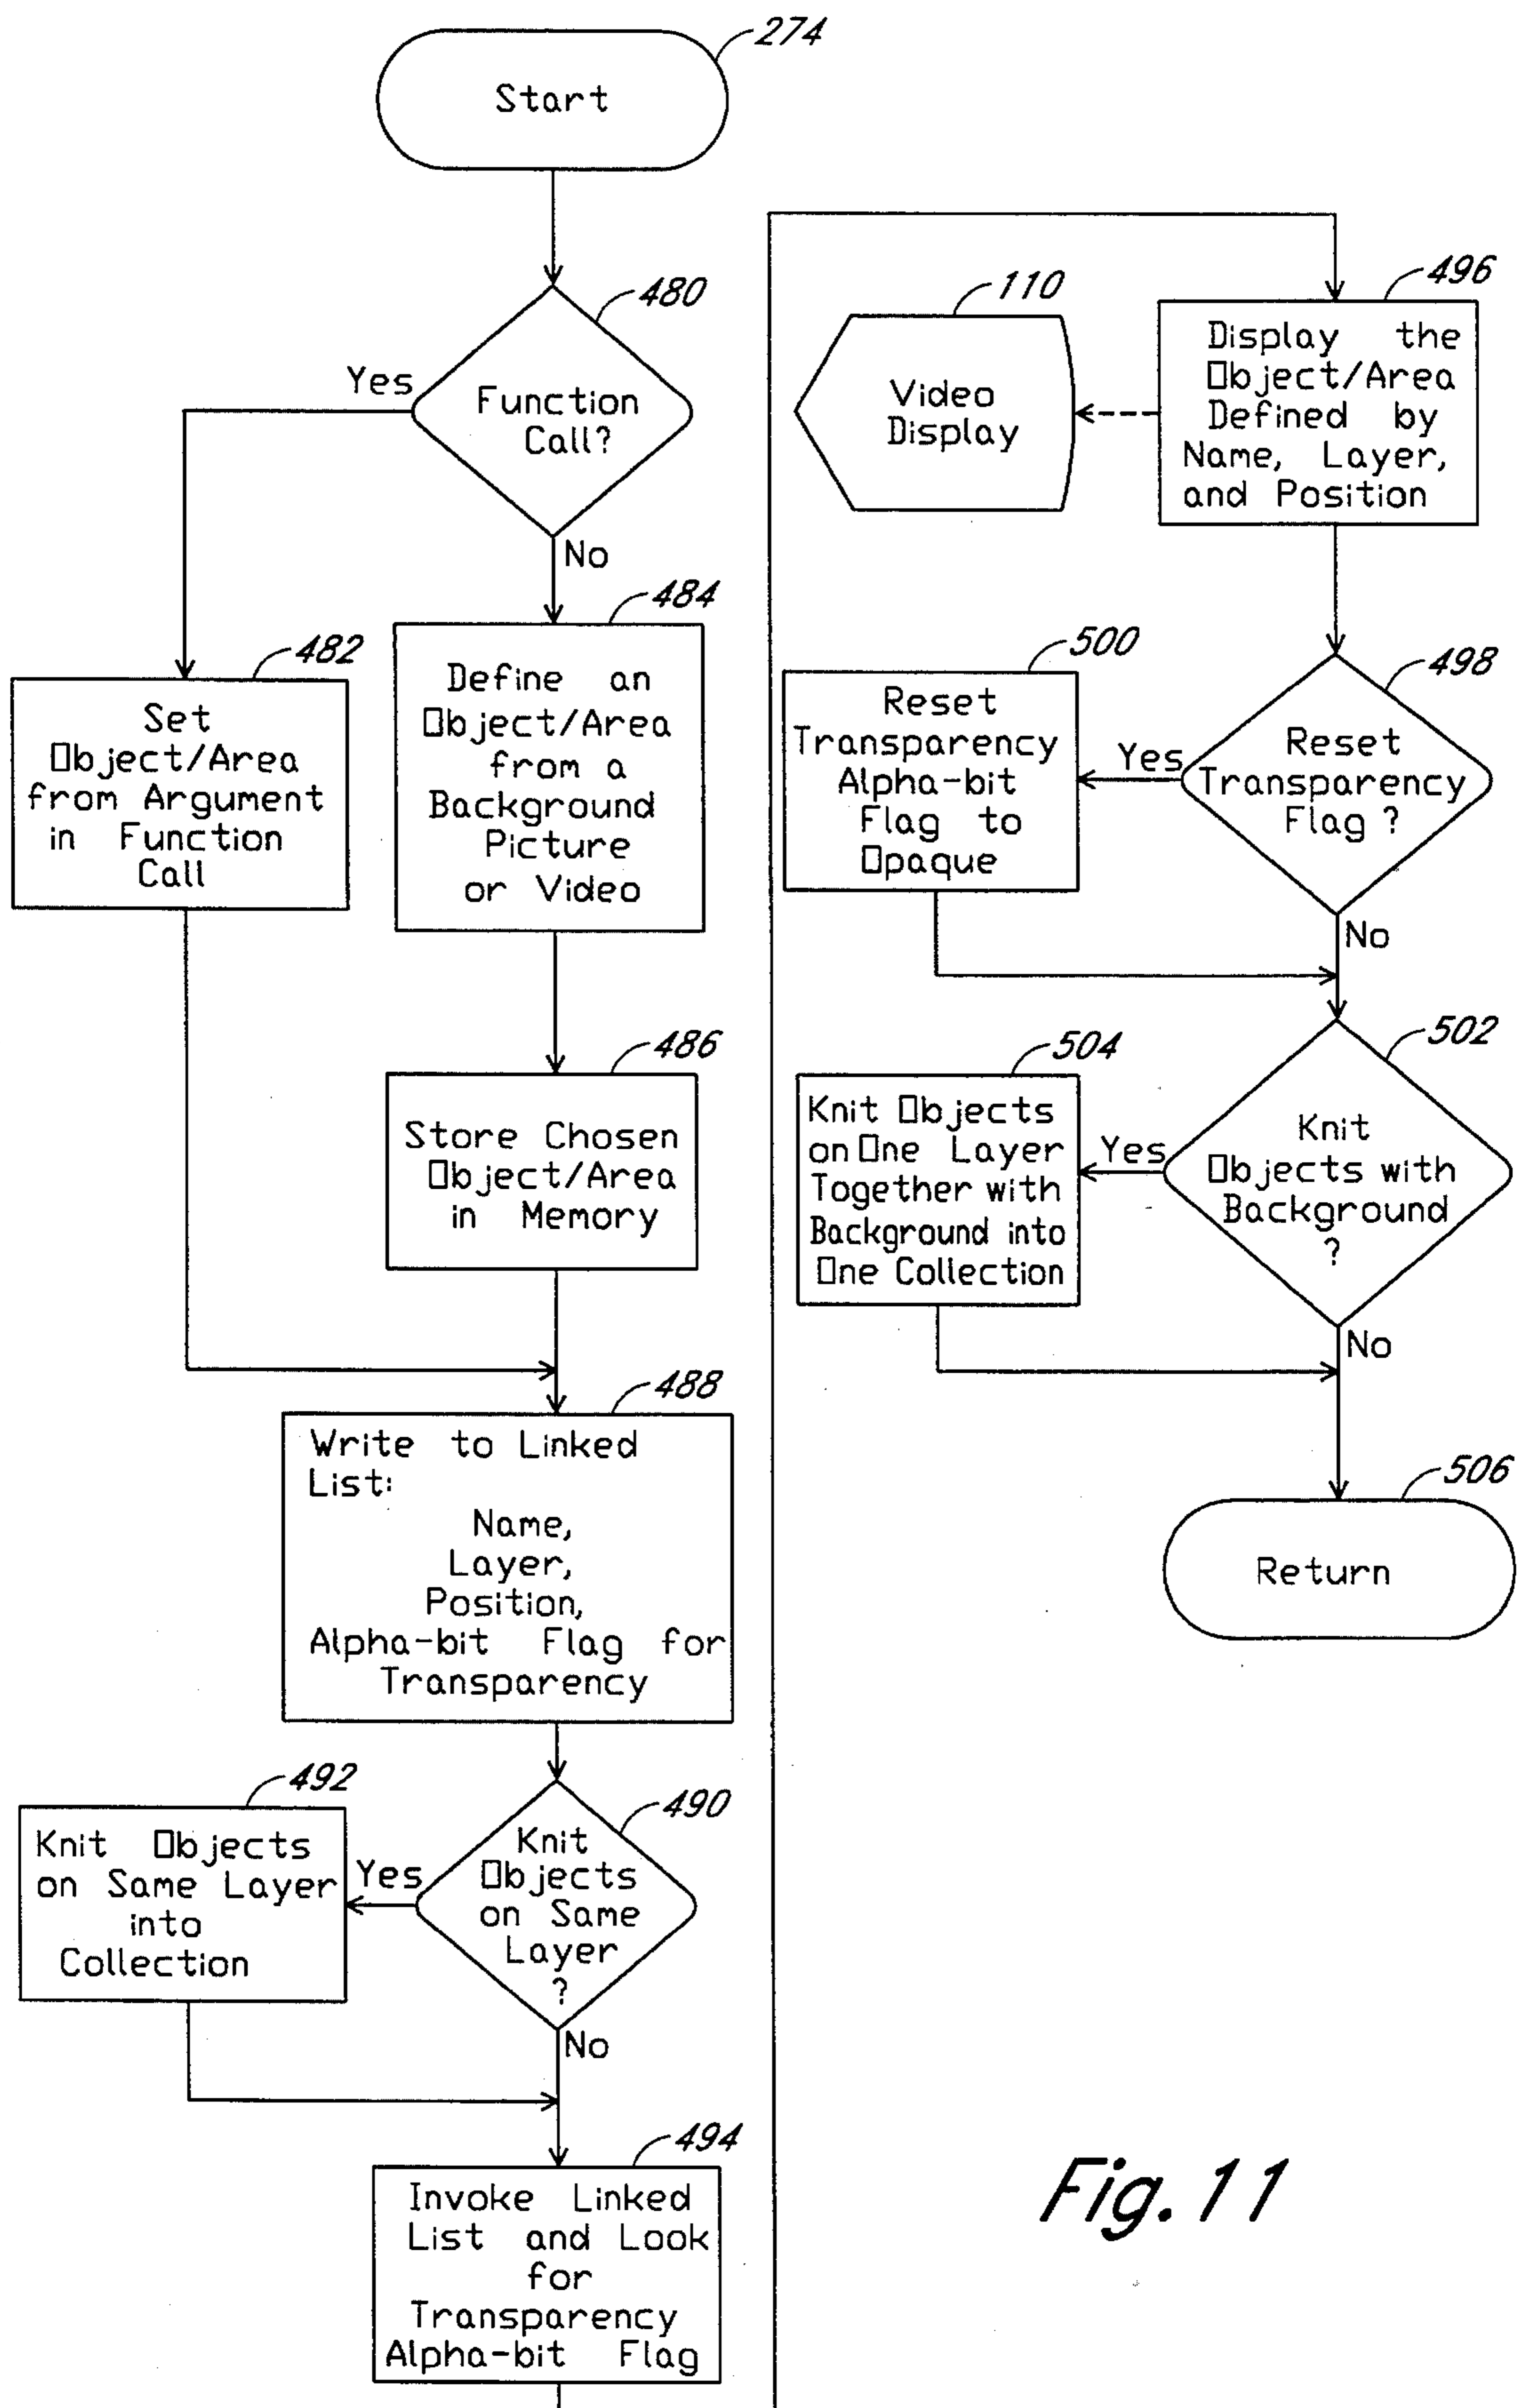 274
Start
480
Yes
Function
Call?
No
482
Set
Object/Area
from Argument
in Function
Call
484
Define an
Object/Area
from a
Background
Picture
or Video
486
Store Chosen
Object/Area
in Memory
488
Write to Linked
List:
Name,
Layer,
Position,
Alpha-bit Flag for
Transparency
490
Knit
Objects
on Same
Layer
?
Yes
No
492
Knit Objects
on Same Layer
into
Collection
494
Invoke Linked
List and Look
for
Transparency
Alpha-bit Flag
496
Display the
Object/Area
Defined by
Name, Layer,
and Position
110
Video
Display
498
Reset
Transparency
Flag ?
Yes
No
500
Reset
Transparency
Alpha-bit
Flag to
Opaque
502
Knit
Objects with
Background
?
Yes
No
504
Knit Objects
on One Layer
Together with
Background into
One Collection
506
Return
Fig. 11